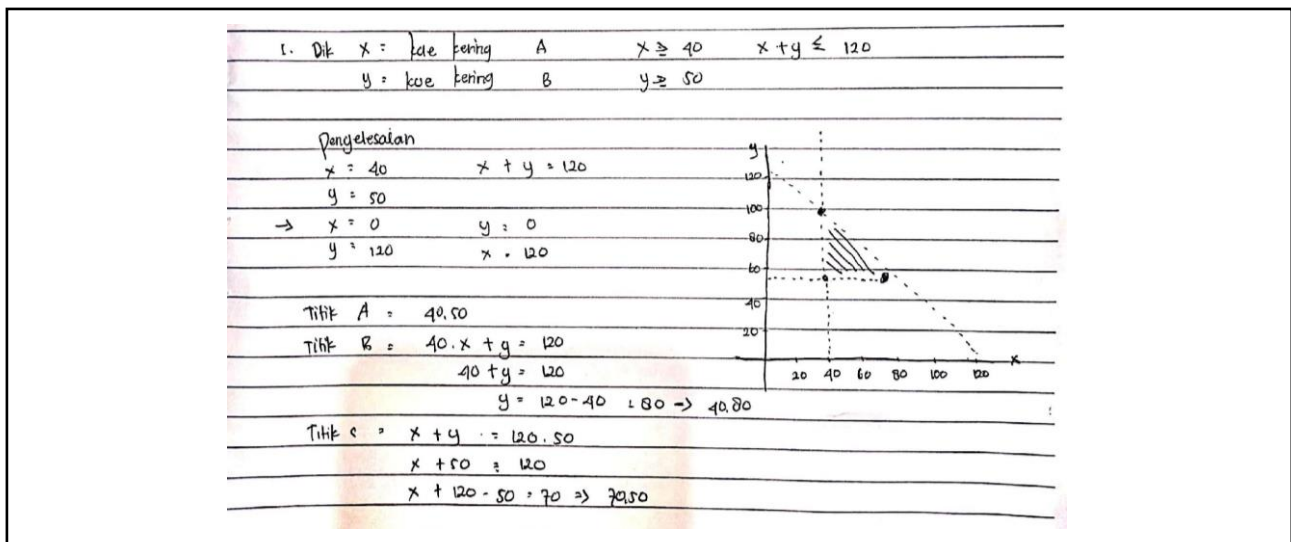 1. Dik x = kue kering A x ≥ 40 x + y ≤ 120
y = kue kering B y ≥ 50
Penyelesaian
x = 40 x + y = 120
y = 50
→ x = 0 y = 0
y = 120 x = 120
Titik A = 40,50
Titik B = 40. x + y = 120
40 + y = 120
y = 120 - 40 = 80 → 40,80
Titik C = x + y = 120. 50
x + 50 = 120
x + 120 - 50 = 70 => 70,50
y
120
100
80
60
40
20
20 40 60 80 100 120 x